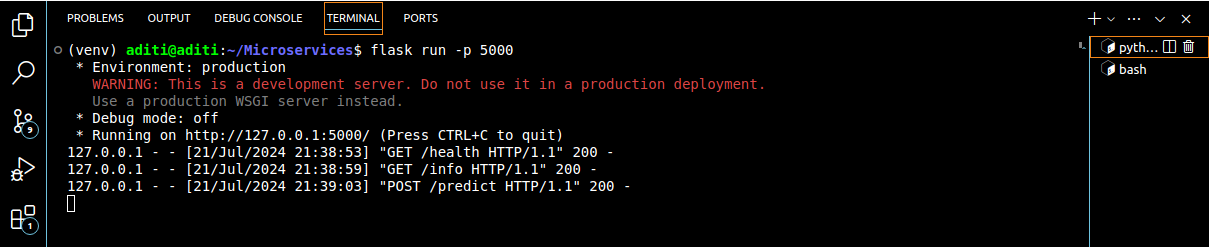 PROBLEMS OUTPUT DEBUG CONSOLE TERMINAL PORTS
(venv) aditi@aditi:~/Microservices$ flask run -p 5000
* Environment: production
WARNING: This is a development server. Do not use it in a production deployment.
Use a production WSGI server instead.
* Debug mode: off
* Running on http://127.0.0.1:5000/ (Press CTRL+C to quit)
127.0.0.1 - - [21/Jul/2024 21:38:53] "GET /health HTTP/1.1" 200 -
127.0.0.1 - - [21/Jul/2024 21:38:59] "GET /info HTTP/1.1" 200 -
127.0.0.1 - - [21/Jul/2024 21:39:03] "POST /predict HTTP/1.1" 200 -
pyth...
bash
9
1